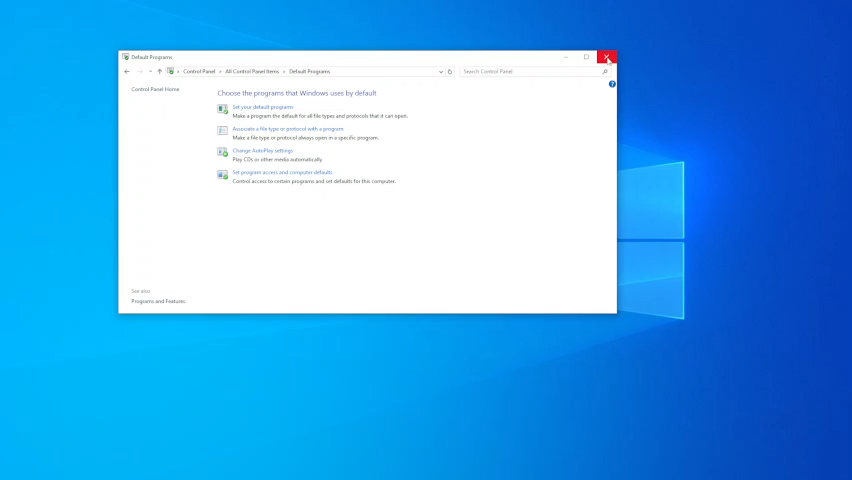 Default Programs
Control Panel › All Control Panel Items › Default Programs
Search Control Panel
Control Panel Home
Choose the programs that Windows uses by default
Set your default programs
Make a program the default for all file types and protocols that it can open.
Associate a file type or protocol with a program
Make a file type or protocol always open in a specific program.
Change AutoPlay settings
Play CDs or other media automatically
Set program access and computer defaults
Control access to certain programs and set defaults for this computer.
See also
Programs and Features